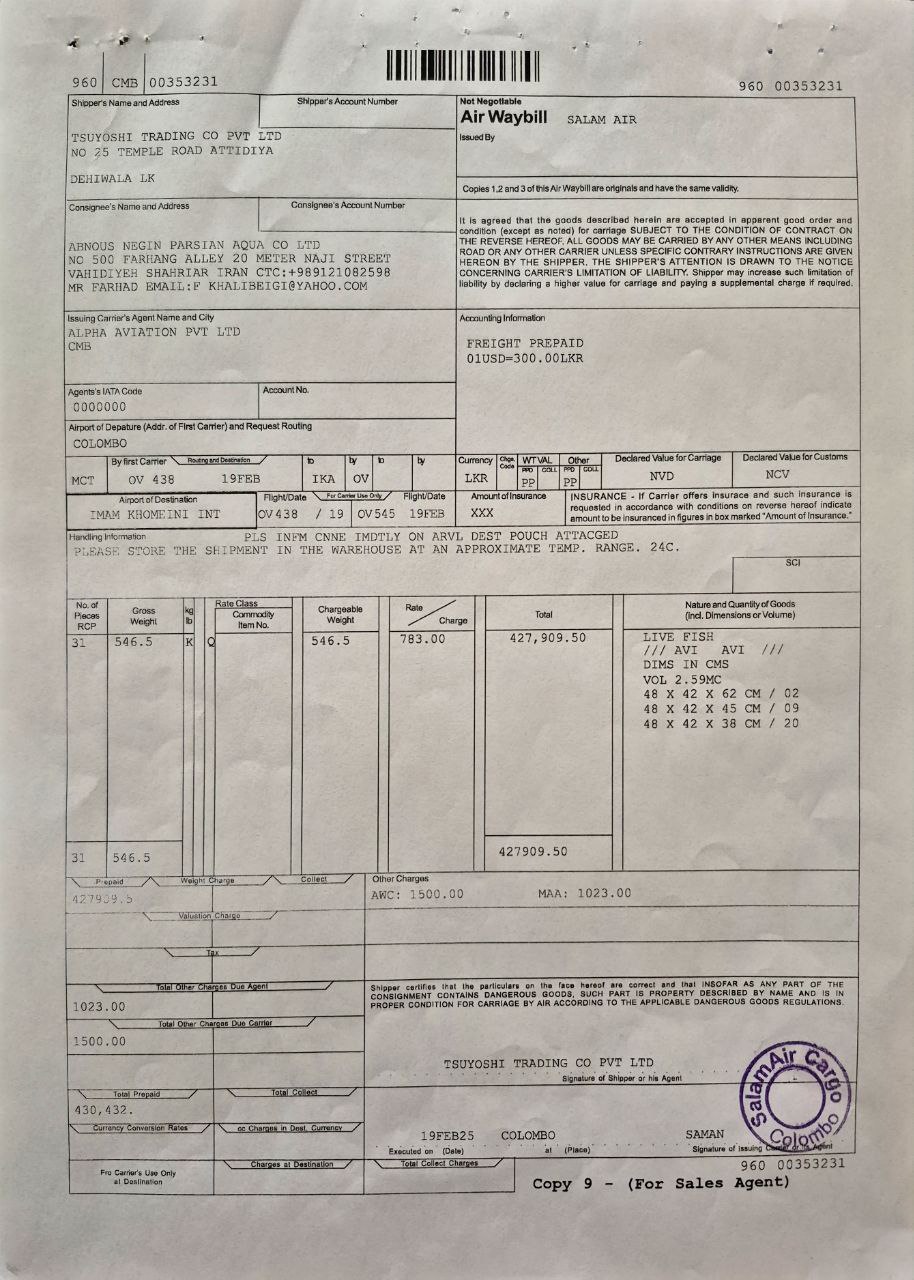 960 CMB 00353231
960 00353231
Shipper's Name and Address
Shipper's Account Number
TSUYOSHI TRADING CO PVT LTD
NO 25 TEMPLE ROAD ATTIDIYA
DEHIWALA LK
Not Negotiable
Air Waybill SALAM AIR
Issued By
Copies 1,2 and 3 of this Air Waybill are originals and have the same validity.
Consignee's Name and Address
Consignee's Account Number
ABNOUS NEGIN PARSIAN AQUA CO LTD
NO 500 FARHANG ALLEY 20 METER NAJI STREET
VAHIDIYEH SHAHRIAR IRAN CTC:+989121082598
MR FARHAD EMAIL:F KHALIBEIGI@YAHOO.COM
It is agreed that the goods described herein are accepted in apparent good order and
condition (except as noted) for carriage SUBJECT TO THE CONDITION OF CONTRACT ON
THE REVERSE HEREOF. ALL GOODS MAY BE CARRIED BY ANY OTHER MEANS INCLUDING
ROAD OR ANY OTHER CARRIER UNLESS SPECIFIC CONTRARY INSTRUCTIONS ARE GIVEN
HEREON BY THE SHIPPER. THE SHIPPER'S ATTENTION IS DRAWN TO THE NOTICE
CONCERNING CARRIER'S LIMITATION OF LIABILITY. Shipper may increase such limitation of
liability by declaring a higher value for carriage and paying a supplemental charge if required.
Issuing Carrier's Agent Name and City
ALPHA AVIATION PVT LTD
CMB
Accounting Information
FREIGHT PREPAID
01USD=300.00LKR
Agents's IATA Code
Account No.
0000000
Airport of Depature (Addr. of First Carrier) and Request Routing
COLOMBO
By first Carrier Routing and Destination to by to by
MCT OV 438 19FEB IKA OV
Currency Chgs. Code WT VAL Other Declared Value for Carriage Declared Value for Customs
PPD COLL PPD COLL
LKR PP PP NVD NCV
Airport of Destination Flight/Date For Carrier Use Only Flight/Date Amount of Insurance
IMAM KHOMEINI INT OV438 / 19 OV545 19FEB XXX
INSURANCE - If Carrier offers insurace and such insurance is
requested in accordance with conditions on reverse hereof indicate
amount to be insuranced in figures in box marked "Amount of Insurance."
Handling Information PLS INFM CNNE IMDTLY ON ARVL DEST POUCH ATTACGED
PLEASE STORE THE SHIPMENT IN THE WAREHOUSE AT AN APPROXIMATE TEMP. RANGE. 24C.
SCI
No. of Pieces RCP Gross Weight kg lb Rate Class Commodity Item No. Chargeable Weight Rate / Charge Total Nature and Quantity of Goods (incl. Dimensions or Volume)
31 546.5 K Q 546.5 783.00 427,909.50 LIVE FISH
/// AVI AVI ///
DIMS IN CMS
VOL 2.59MC
48 X 42 X 62 CM / 02
48 X 42 X 45 CM / 09
48 X 42 X 38 CM / 20
31 546.5 427909.50
Prepaid Weight Charge Collect
427909.5
Other Charges
AWC: 1500.00 MAA: 1023.00
Valuation Charge
Tax
Total Other Charges Due Agent
1023.00
Total Other Charges Due Carrier
1500.00
Shipper certifies that the particulars on the face hereof are correct and that INSOFAR AS ANY PART OF THE
CONSIGNMENT CONTAINS DANGEROUS GOODS, SUCH PART IS PROPERTY DESCRIBED BY NAME AND IS IN
PROPER CONDITION FOR CARRIAGE BY AIR ACCORDING TO THE APPLICABLE DANGEROUS GOODS REGULATIONS.
TSUYOSHI TRADING CO PVT LTD
Signature of Shipper or his Agent
Total Prepaid Total Collect
430,432.
Currency Conversion Rates cc Charges in Dest. Currency
19FEB25 COLOMBO SAMAN
Executed on (Date) at (Place) Signature of Issuing Carrier or its Agent
SalamAir Cargo
Colombo
Fro Carrier's Use Only
at Destination
Charges at Destination
Total Collect Charges
960 00353231
Copy 9 - (For Sales Agent)